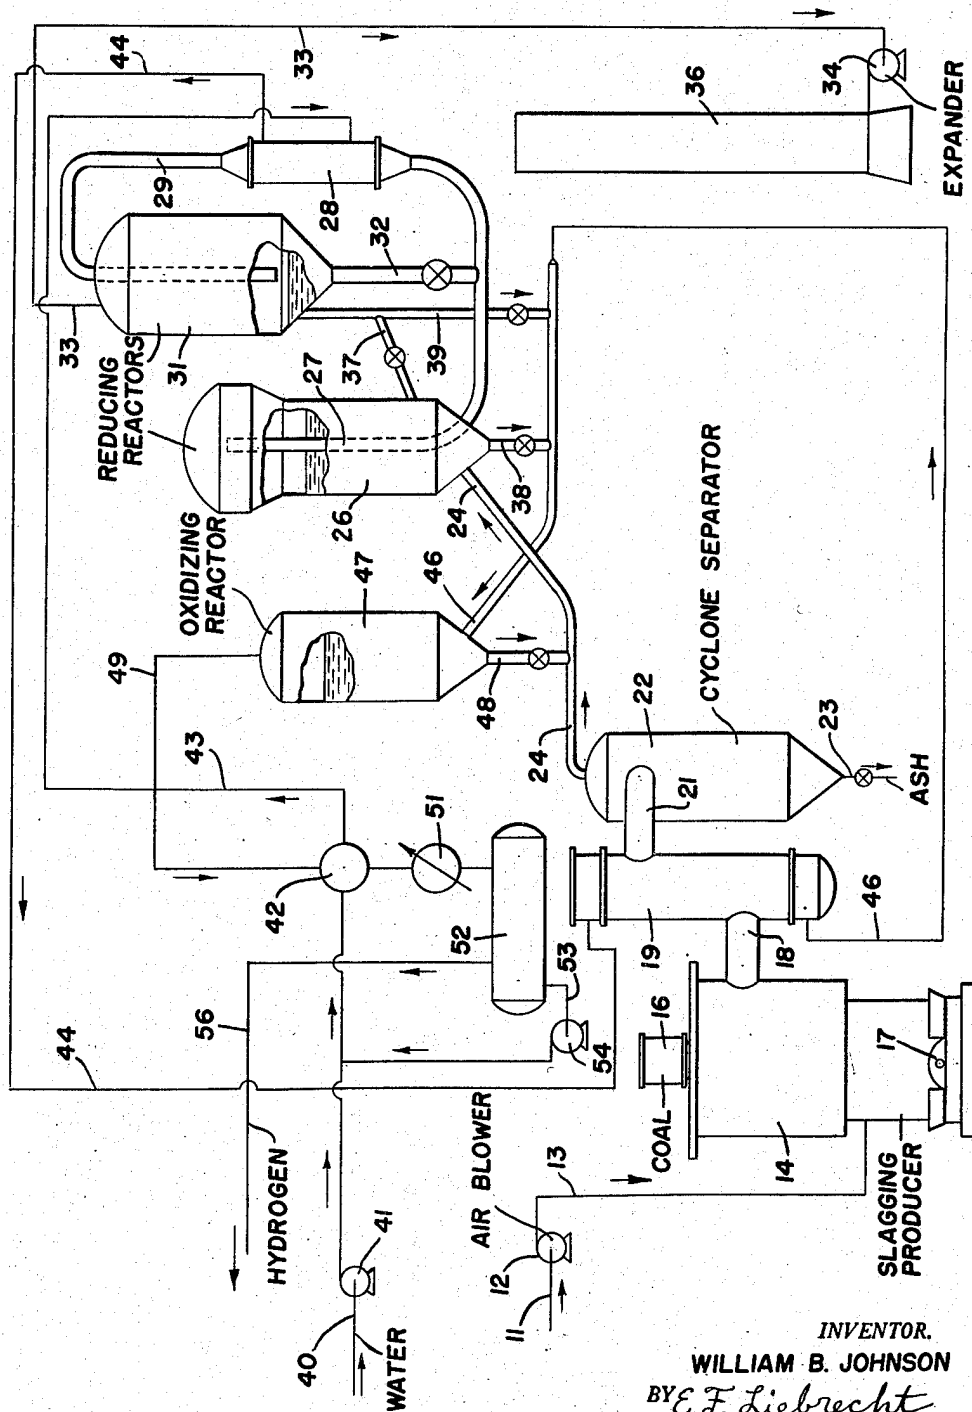 44
33
34
36
EXPANDER
29
28
32
33
31
37
39
REDUCING
REACTORS
27
26
24
38
OXIDIZING
REACTOR
47
46
49
48
24
22
CYCLONE SEPARATOR
21
23
ASH
43
51
42
52
53
54
19
18
46
56
44
16
COAL
17
14
SLAGGING
PRODUCER
HYDROGEN
AIR BLOWER
13
12
11
41
40
WATER
INVENTOR.
WILLIAM B. JOHNSON
BY E. F. Liebrecht